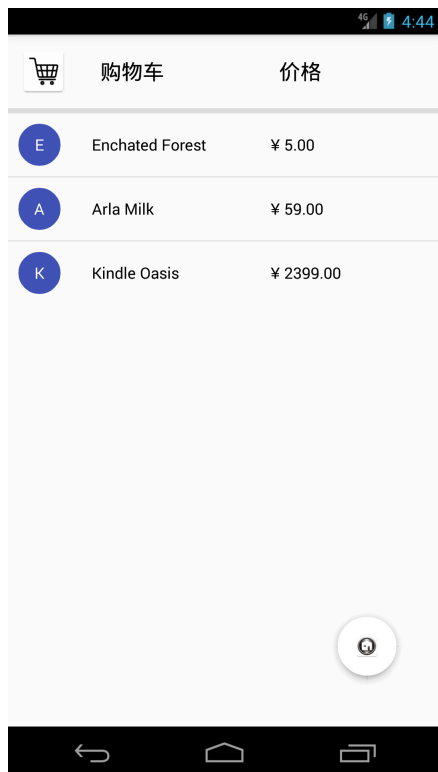 4G 4:44
购物车 价格
E Enchated Forest ¥ 5.00
A Arla Milk ¥ 59.00
K Kindle Oasis ¥ 2399.00